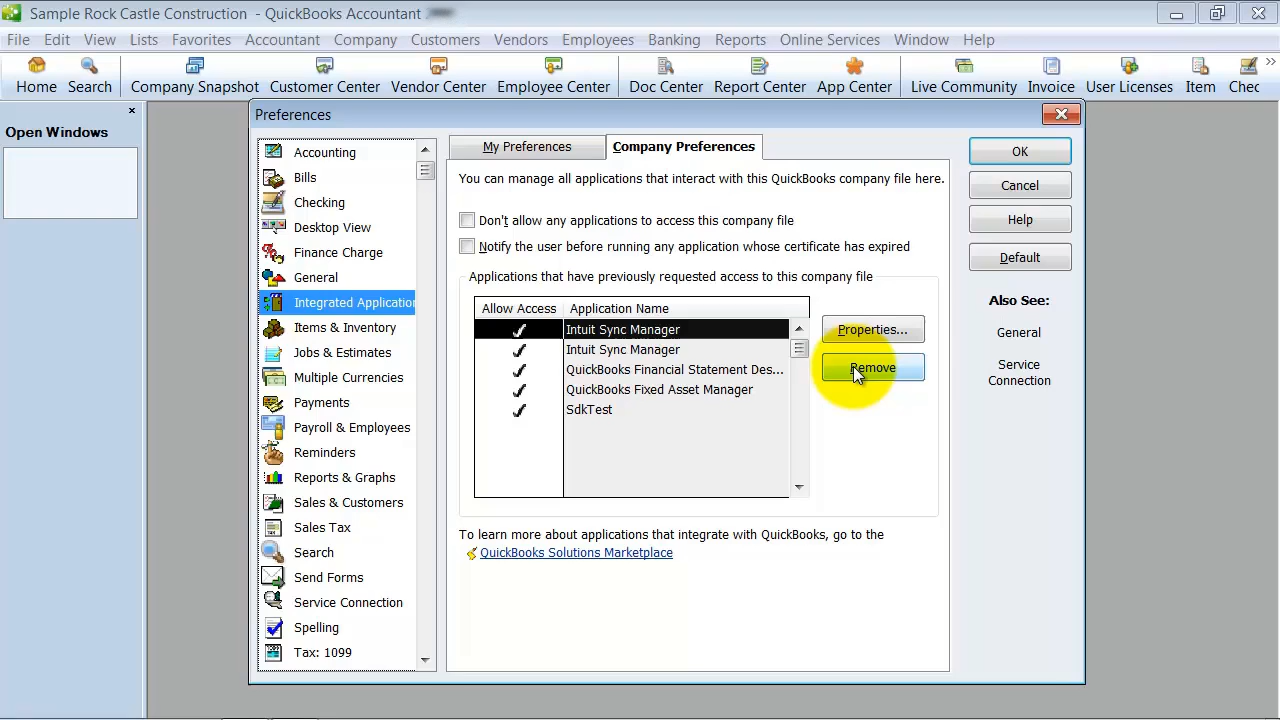 Sample Rock Castle Construction - QuickBooks Accountant
File Edit View Lists Favorites Accountant Company Customers Vendors Employees Banking Reports Online Services Window Help
Home Search Company Snapshot Customer Center Vendor Center Employee Center Doc Center Report Center App Center Live Community Invoice User Licenses Item Chec
Open Windows
Preferences
Accounting
Bills
Checking
Desktop View
Finance Charge
General
Integrated Application
Items & Inventory
Jobs & Estimates
Multiple Currencies
Payments
Payroll & Employees
Reminders
Reports & Graphs
Sales & Customers
Sales Tax
Search
Send Forms
Service Connection
Spelling
Tax: 1099
My Preferences
Company Preferences
You can manage all applications that interact with this QuickBooks company file here.
Don't allow any applications to access this company file
Notify the user before running any application whose certificate has expired
Applications that have previously requested access to this company file
Allow Access Application Name
Intuit Sync Manager
Intuit Sync Manager
QuickBooks Financial Statement Des...
QuickBooks Fixed Asset Manager
SdkTest
Properties...
Remove
To learn more about applications that integrate with QuickBooks, go to the
QuickBooks Solutions Marketplace
OK
Cancel
Help
Default
Also See:
General
Service
Connection